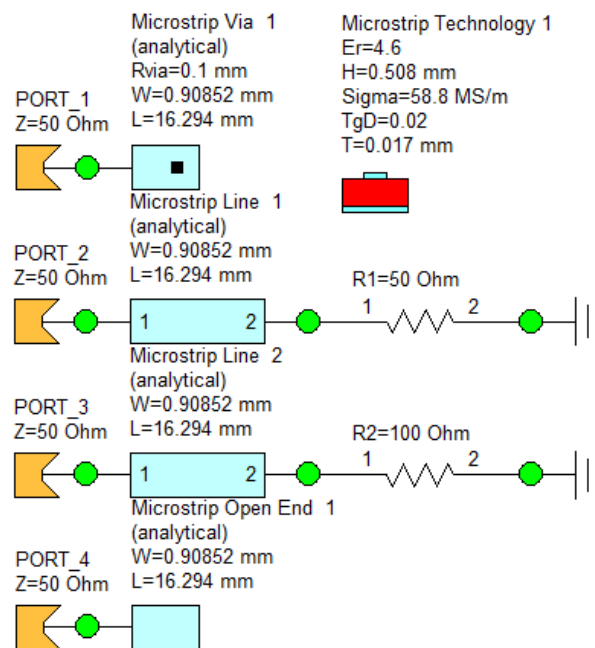 Microstrip Via 1
(analytical)
Rvia=0.1 mm
W=0.90852 mm
L=16.294 mm
Microstrip Technology 1
Er=4.6
H=0.508 mm
Sigma=58.8 MS/m
TgD=0.02
T=0.017 mm
PORT_1
Z=50 Ohm
Microstrip Line 1
(analytical)
W=0.90852 mm
L=16.294 mm
PORT_2
Z=50 Ohm
1 2
R1=50 Ohm
1 2
Microstrip Line 2
(analytical)
W=0.90852 mm
L=16.294 mm
PORT_3
Z=50 Ohm
1 2
R2=100 Ohm
1 2
Microstrip Open End 1
(analytical)
W=0.90852 mm
L=16.294 mm
PORT_4
Z=50 Ohm